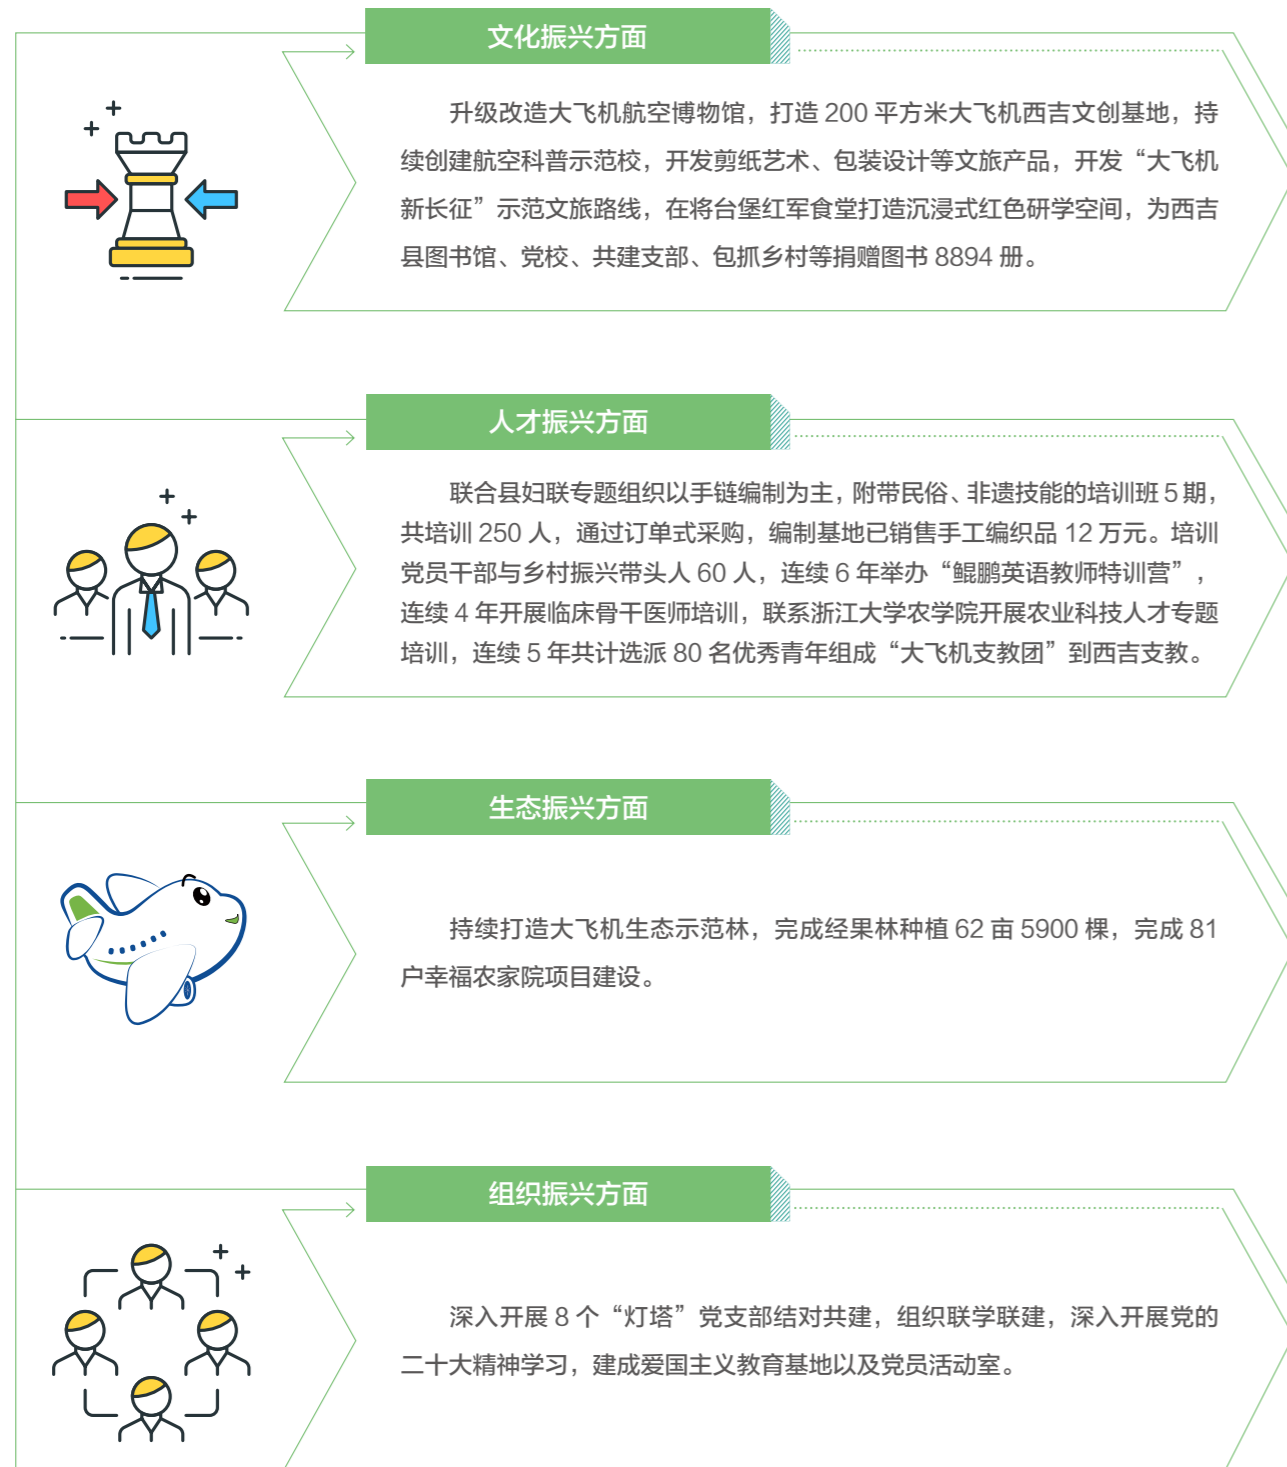 文化振兴方面
升级改造大飞机航空博物馆，打造 200 平方米大飞机西吉文创基地，持
续创建航空科普示范校，开发剪纸艺术、包装设计等文旅产品，开发“大飞机
新长征”示范文旅路线，在将台堡红军食堂打造沉浸式红色研学空间，为西吉
县图书馆、党校、共建支部、包抓乡村等捐赠图书 8894 册。
人才振兴方面
联合县妇联专题组织以手链编制为主，附带民俗、非遗技能的培训班 5 期，
共培训 250 人，通过订单式采购，编制基地已销售手工编织品 12 万元。培训
党员干部与乡村振兴带头人 60 人，连续 6 年举办“鲲鹏英语教师特训营”，
连续 4 年开展临床骨干医师培训，联系浙江大学农学院开展农业科技人才专题
培训，连续 5 年共计选派 80 名优秀青年组成“大飞机支教团”到西吉支教。
生态振兴方面
持续打造大飞机生态示范林，完成经果林种植 62 亩 5900 棵，完成 81
户幸福农家院项目建设。
组织振兴方面
深入开展 8 个“灯塔”党支部结对共建，组织联学联建，深入开展党的
二十大精神学习，建成爱国主义教育基地以及党员活动室。